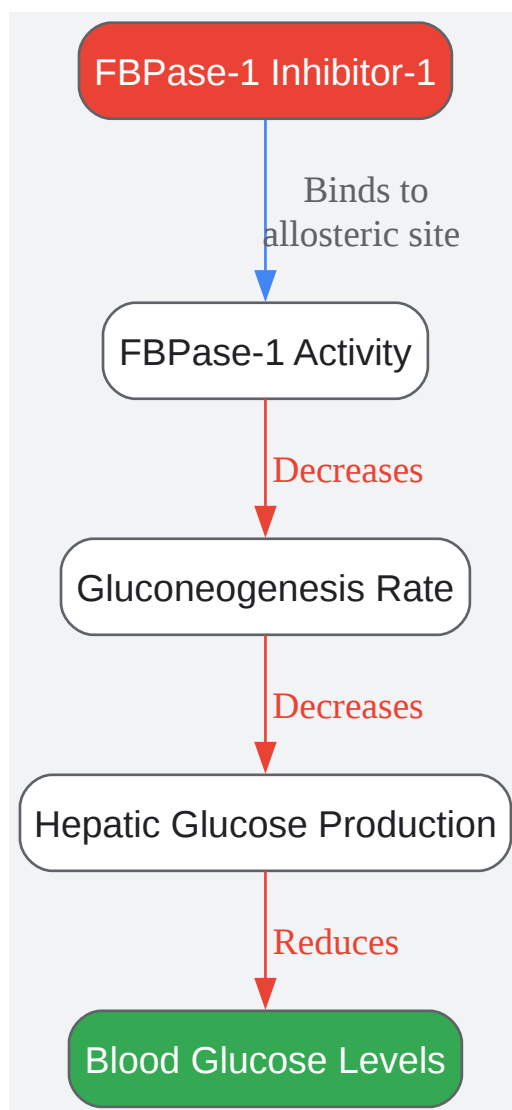 FBPase-1 Inhibitor-1
Binds to
allosteric site
FBPase-1 Activity
Decreases
Gluconeogenesis Rate
Decreases
Hepatic Glucose Production
Reduces
Blood Glucose Levels